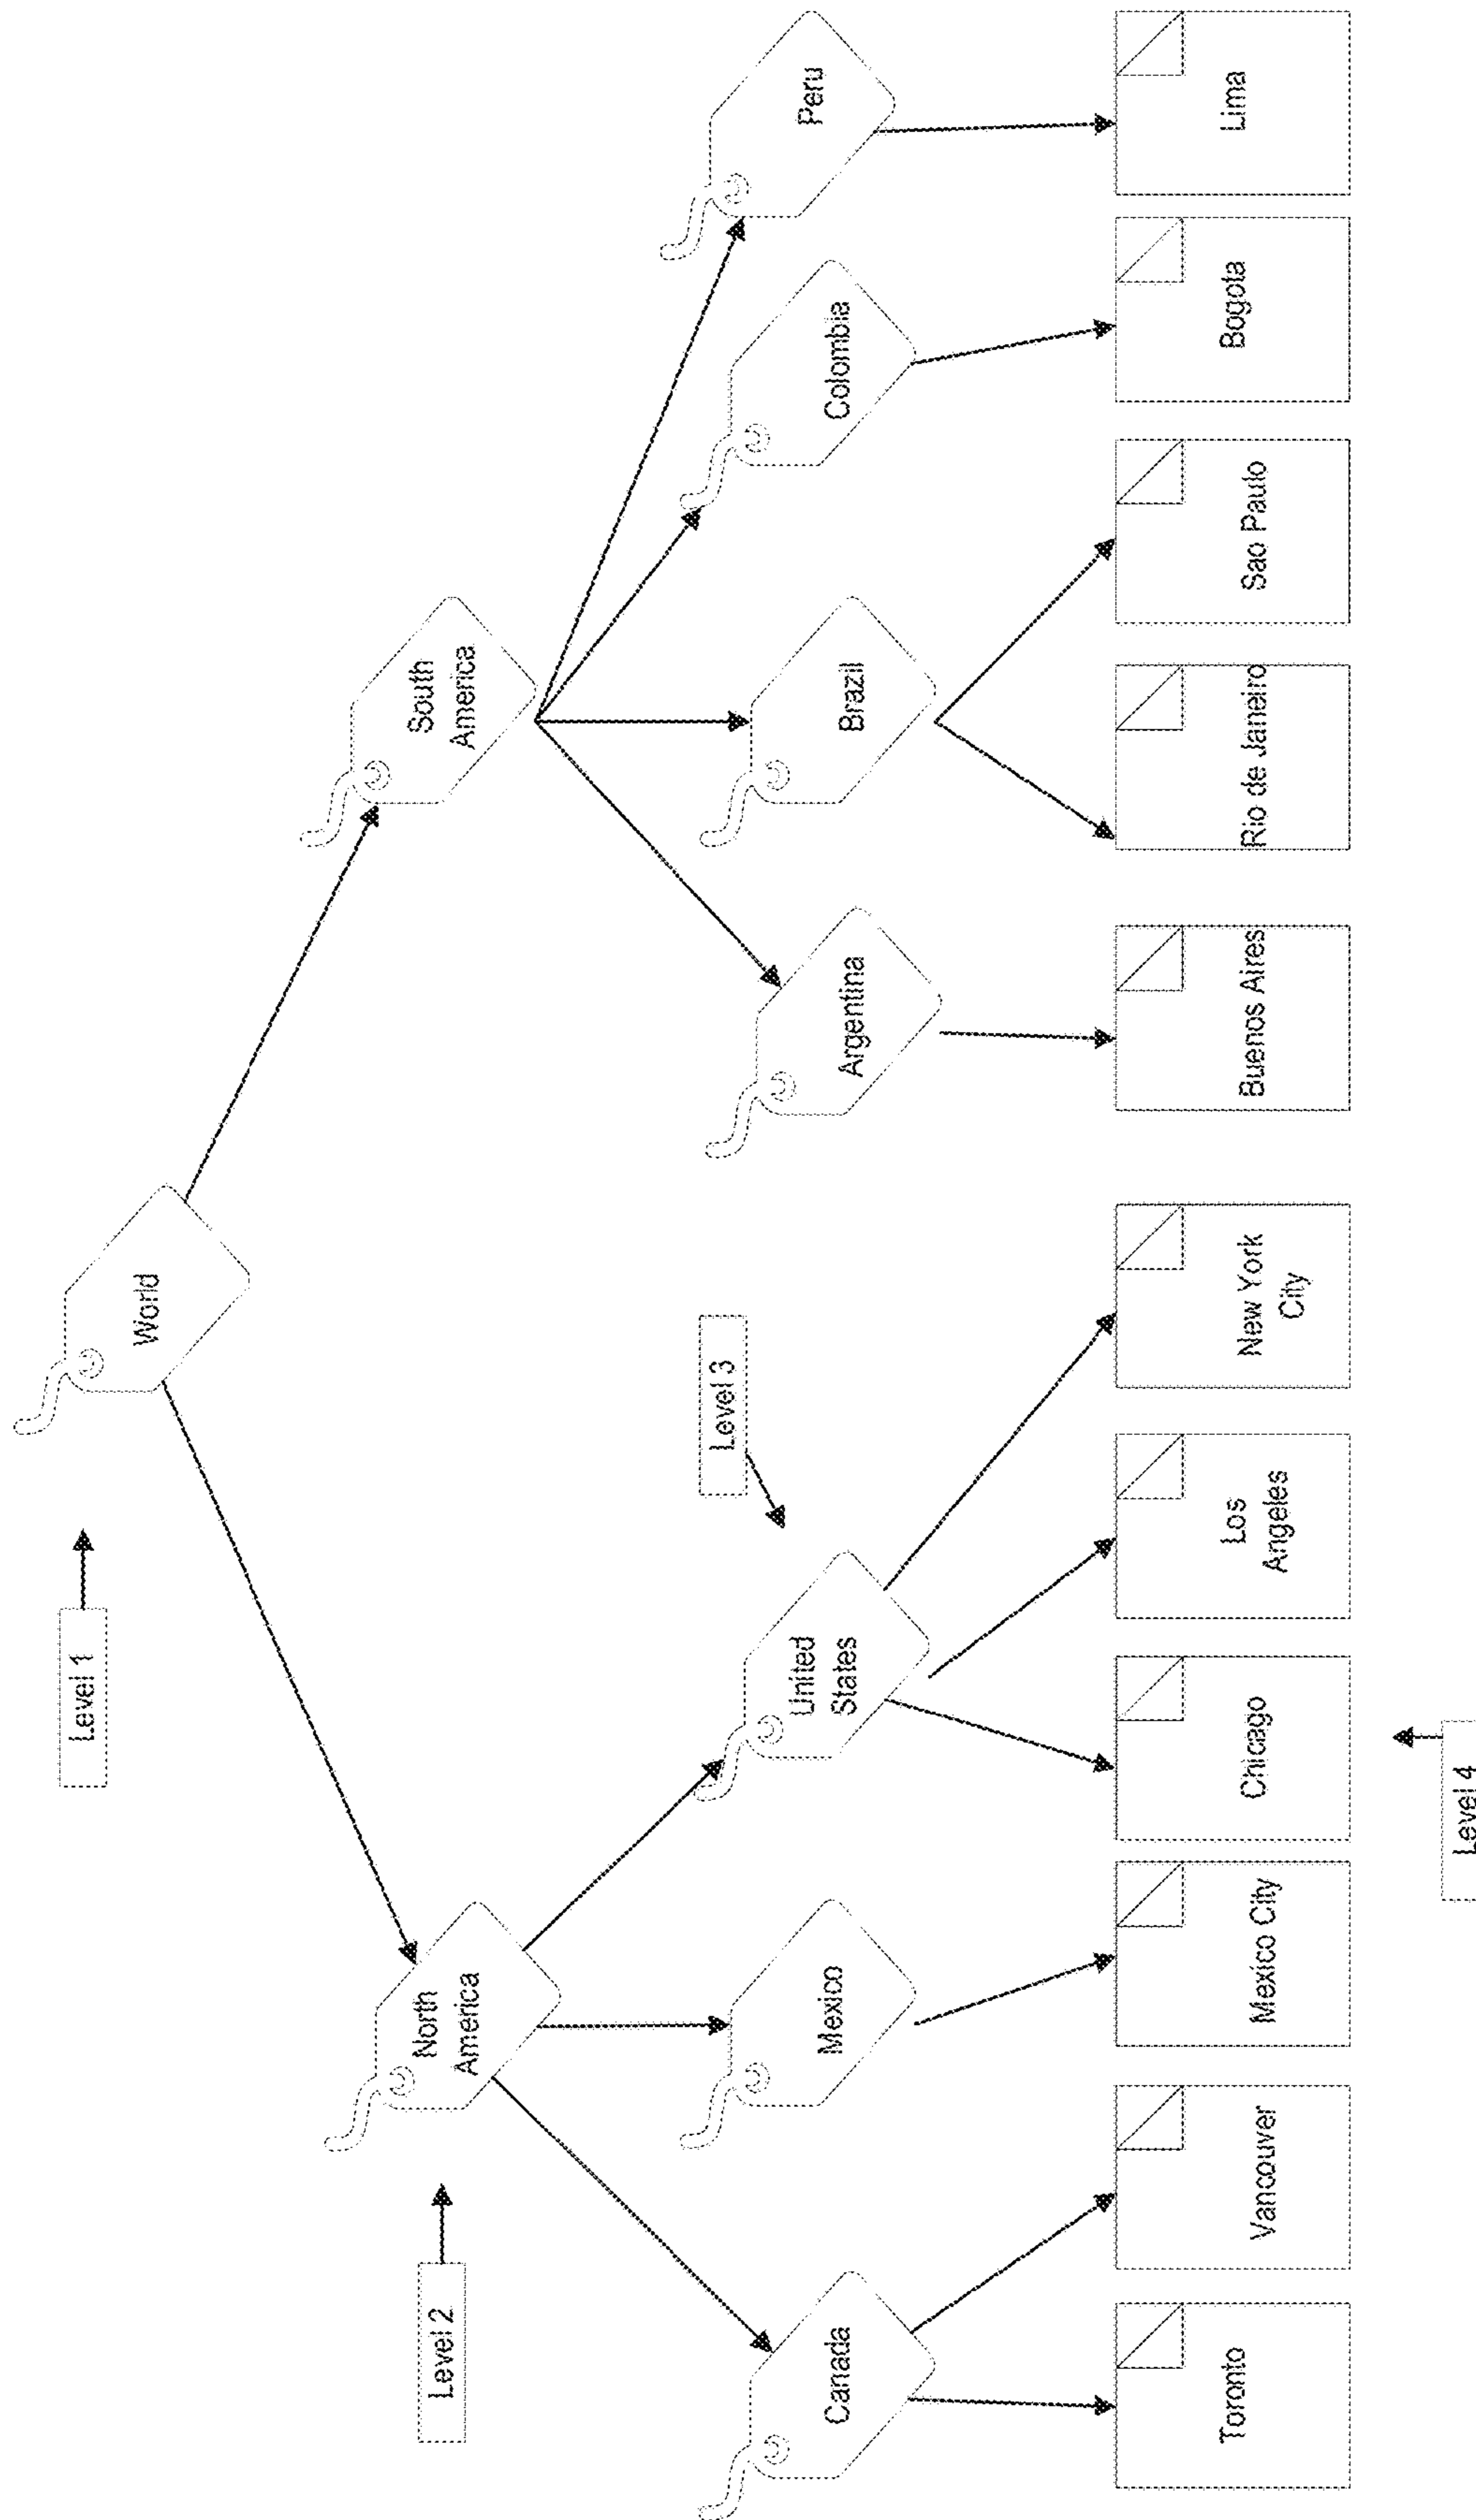 World
Level 1
South
America
North
America
Level 2
Level 3
Canada
Mexico
United
States
Argentina
Brazil
Colombia
Peru
Toronto
Vancouver
Mexico City
Chicago
Los
Angeles
New York
City
Buenos Aires
Rio de Janeiro
Sao Paulo
Bogota
Lima
Level 4